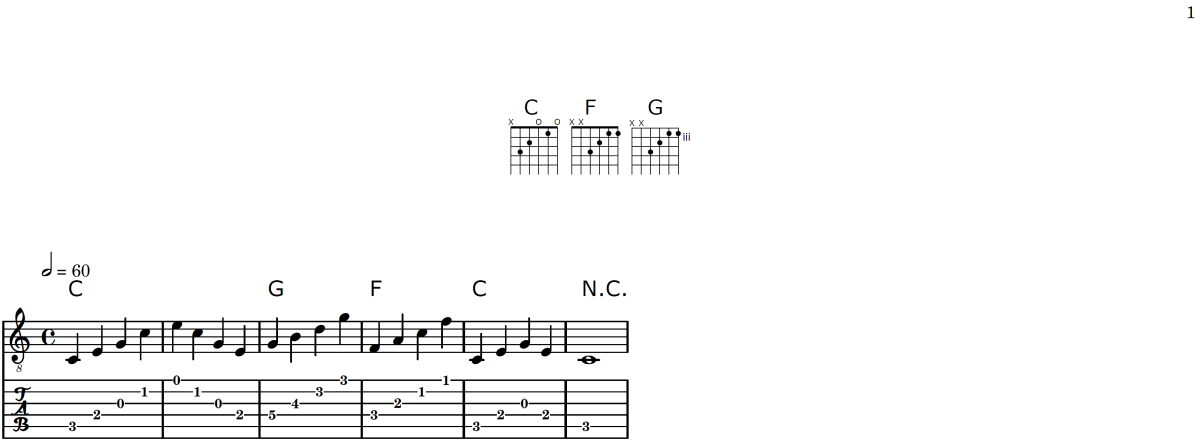 1
C F G
x o o x x x x iii
= 60
C G F C N.C.
8
0 3 1
1 1 3 1
0 0 4 2 0
T A B
2 2 5 3 2 2
3 3 3